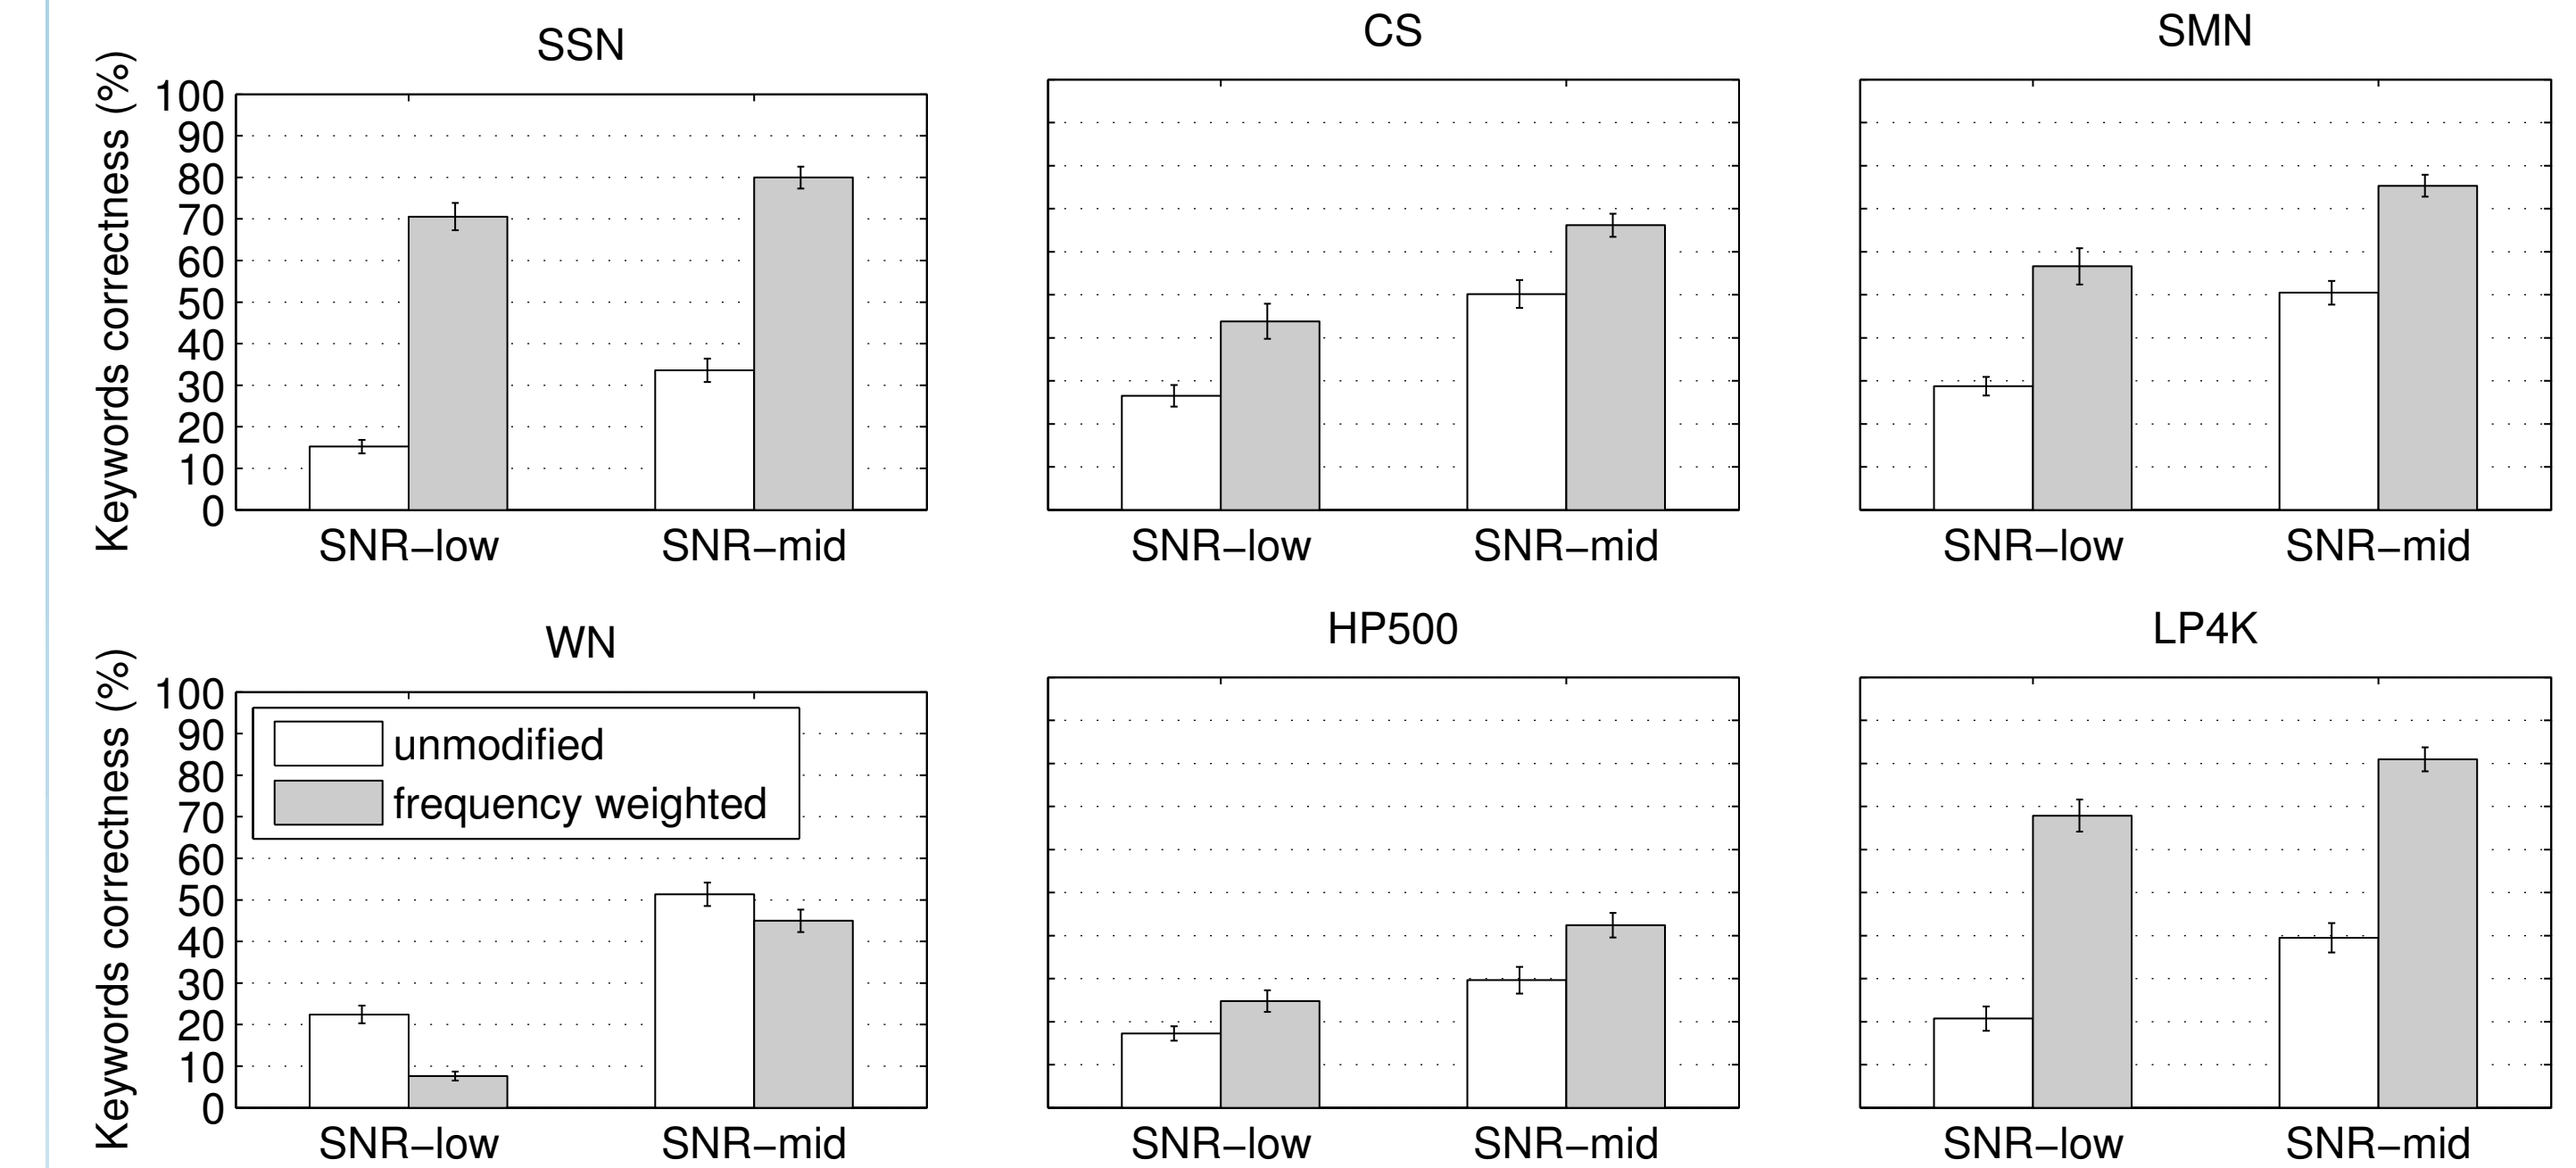 SSN
CS
SMN
Keywords correctness (%)
100
90
80
70
60
50
40
30
20
10
0
SNR−low
SNR−mid
SNR−low
SNR−mid
SNR−low
SNR−mid
WN
HP500
LP4K
Keywords correctness (%)
100
90
80
70
60
50
40
30
20
10
0
unmodified
frequency weighted
SNR−low
SNR−mid
SNR−low
SNR−mid
SNR−low
SNR−mid